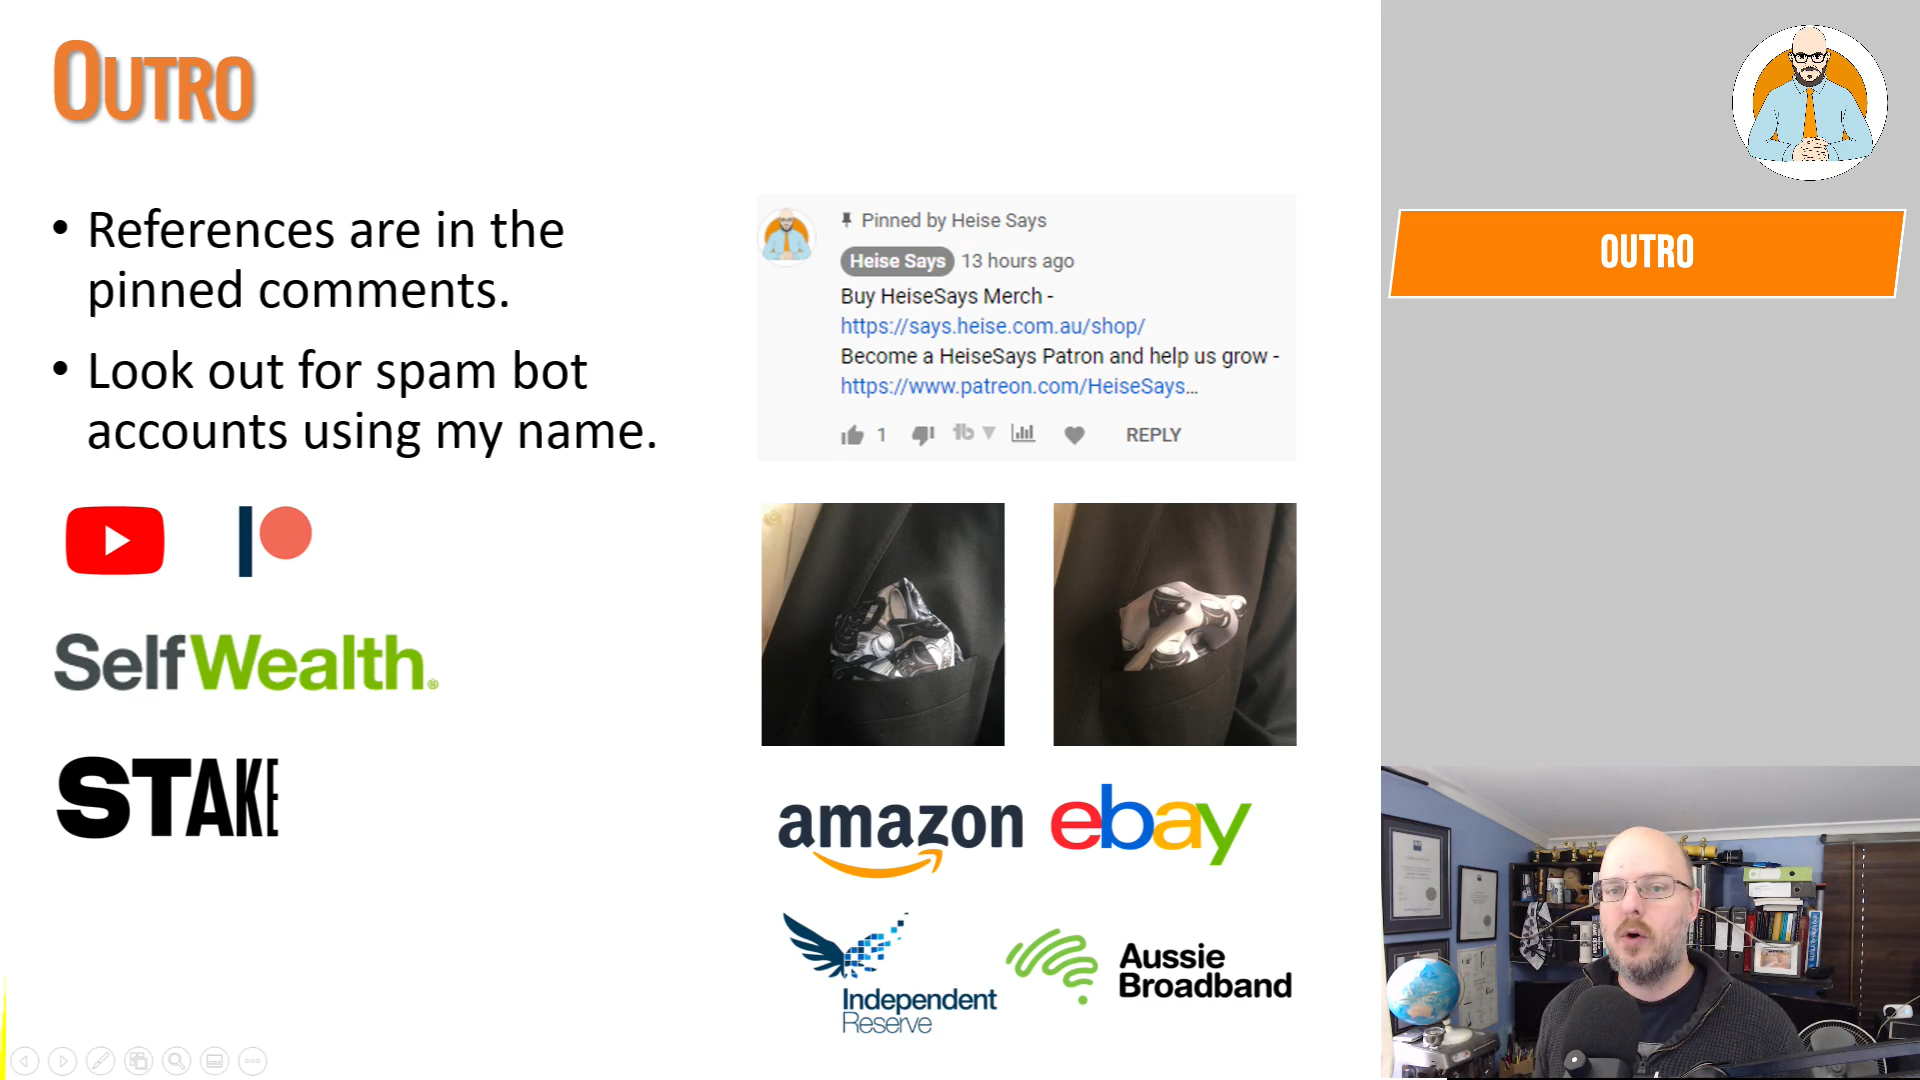 OUTRO
• References are in the
pinned comments.
• Look out for spam bot
accounts using my name.
SelfWealth®
STAKE
Pinned by Heise Says
Heise Says 13 hours ago
Buy HeiseSays Merch -
https://says.heise.com.au/shop/
Become a HeiseSays Patron and help us grow -
https://www.patreon.com/HeiseSays...
1
REPLY
amazon
ebay
Independent
Reserve
Aussie
Broadband
OUTRO